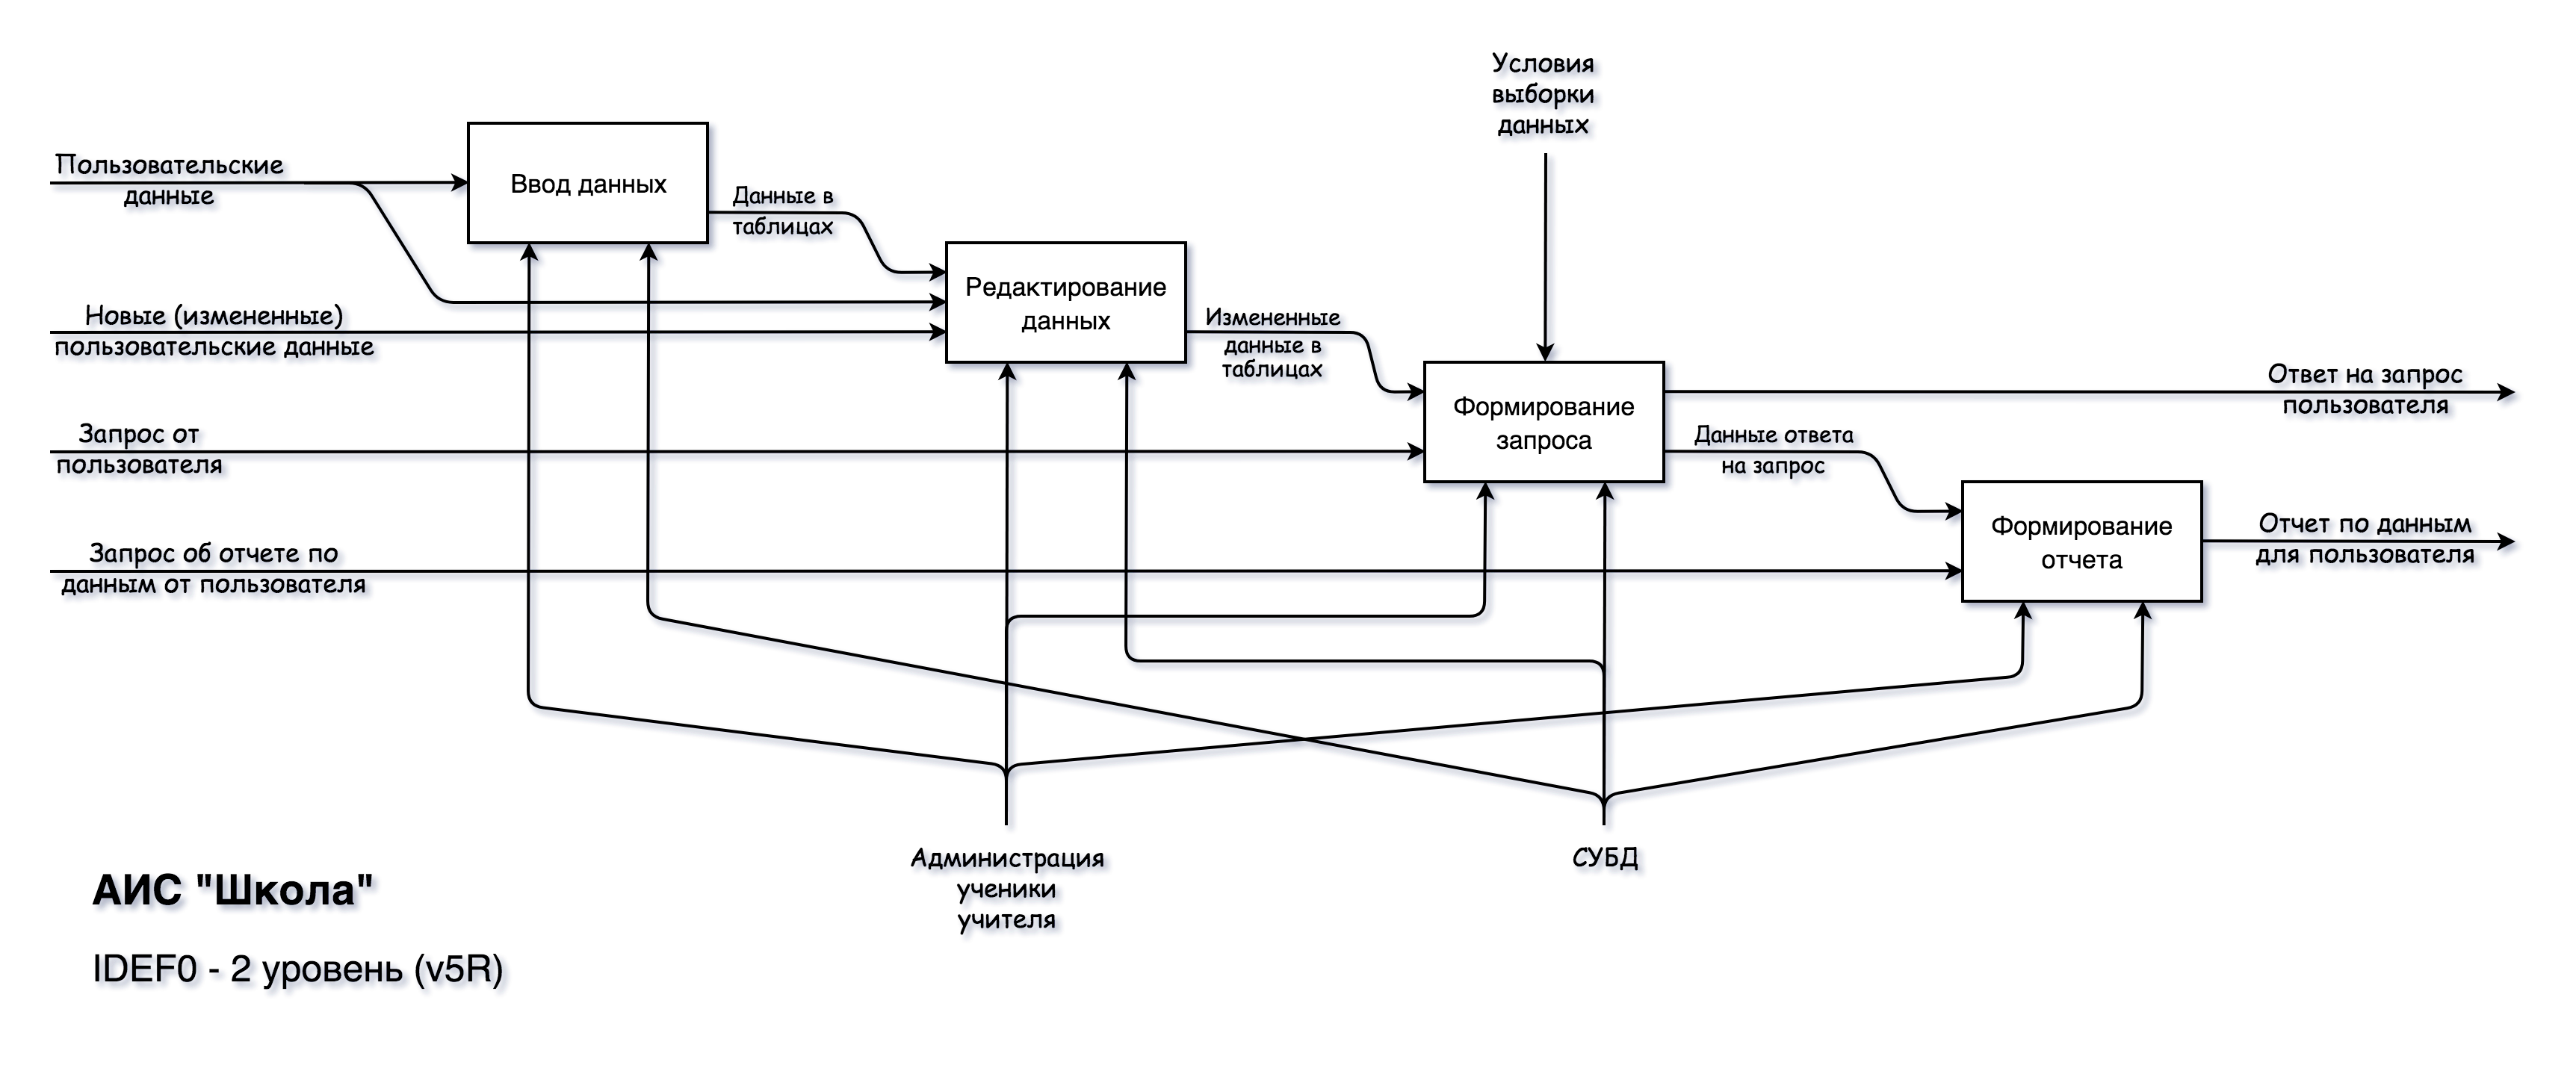 Условия
выборки
данных
Пользовательские
данные
Ввод данных
Данные в
таблицах
Редактирование
данных
Новые (измененные)
пользовательские данные
Измененные
данные в
таблицах
Формирование
запроса
Ответ на запрос
пользователя
Запрос от
пользователя
Данные ответа
на запрос
Формирование
отчета
Отчет по данным
для пользователя
Запрос об отчете по
данным от пользователя
Администрация
ученики
учителя
СУБД
АИС "Школа"
IDEF0 - 2 уровень (v5R)